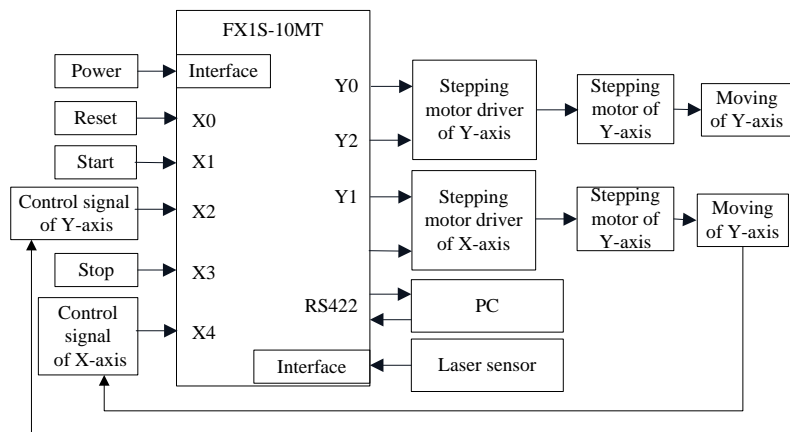 FX1S-10MT
Power
Interface
Reset
X0
Start
X1
Control signal
of Y-axis
X2
Stop
X3
Control
signal
of X-axis
X4
Y0
Y2
Y1
RS422
Interface
Stepping
motor driver
of Y-axis
Stepping
motor of
Y-axis
Moving
of Y-axis
Stepping
motor driver
of X-axis
Stepping
motor of
Y-axis
Moving
of Y-axis
PC
Laser sensor